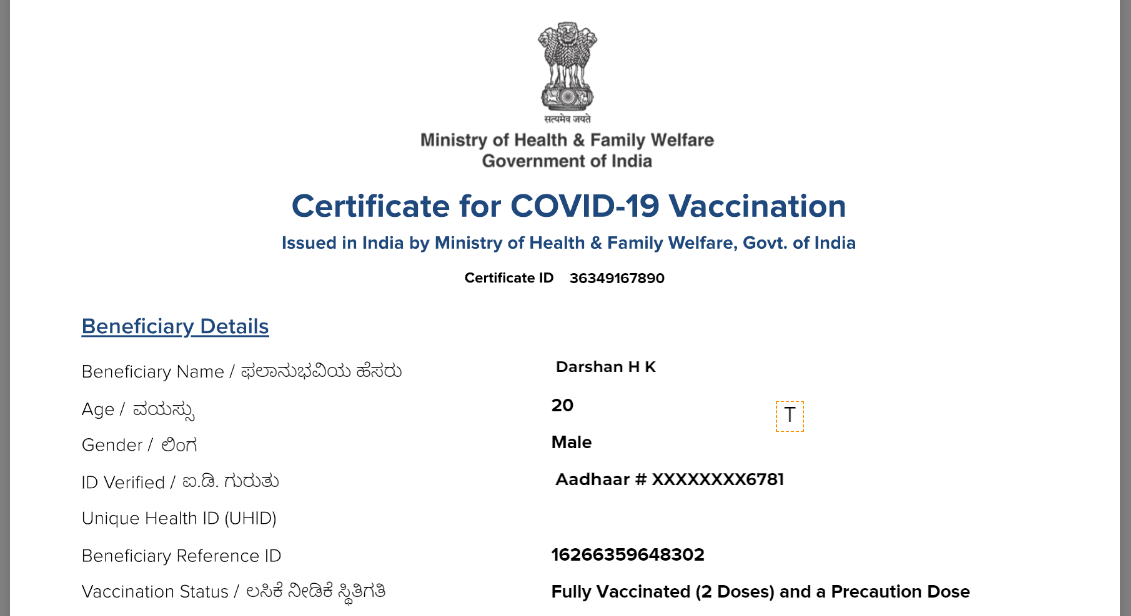 सत्यमेव जयते
Ministry of Health & Family Welfare
Government of India
Certificate for COVID-19 Vaccination
Issued in India by Ministry of Health & Family Welfare, Govt. of India
Certificate ID 36349167890
Beneficiary Details
Beneficiary Name / ಫಲಾನುಭವಿಯ ಹೆಸರು Darshan H K
Age / ವಯಸ್ಸು 20
T
Gender / ಲಿಂಗ Male
ID Verified / ಐ.ಡಿ. ಗುರುತು Aadhaar # XXXXXXXX6781
Unique Health ID (UHID)
Beneficiary Reference ID 16266359648302
Vaccination Status / ಲಸಿಕೆ ನೀಡಿಕೆ ಸ್ಥಿತಿಗತಿ Fully Vaccinated (2 Doses) and a Precaution Dose